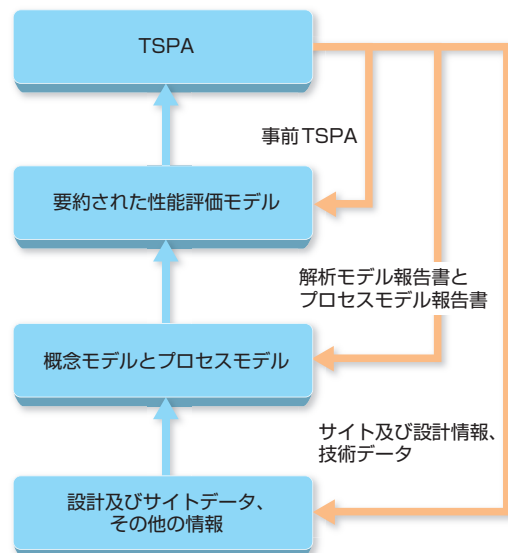 TSPA
事前TSPA
要約された性能評価モデル
解析モデル報告書と
プロセスモデル報告書
概念モデルとプロセスモデル
サイト及び設計情報、
技術データ
設計及びサイトデータ、
その他の情報